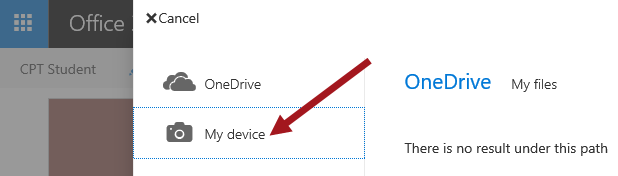 Cancel
Office
CPT Student
OneDrive
My device
OneDrive My files
There is no result under this path